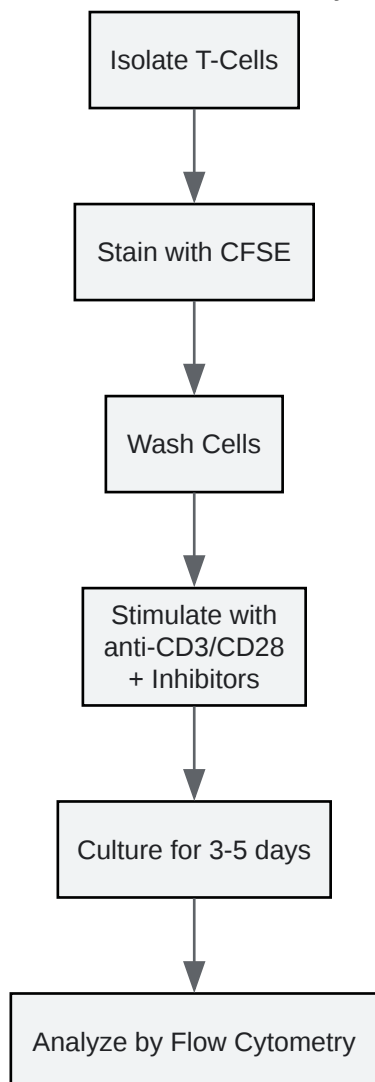 Isolate T-Cells
Stain with CFSE
Wash Cells
Stimulate with
anti-CD3/CD28
+ Inhibitors
Culture for 3-5 days
Analyze by Flow Cytometry